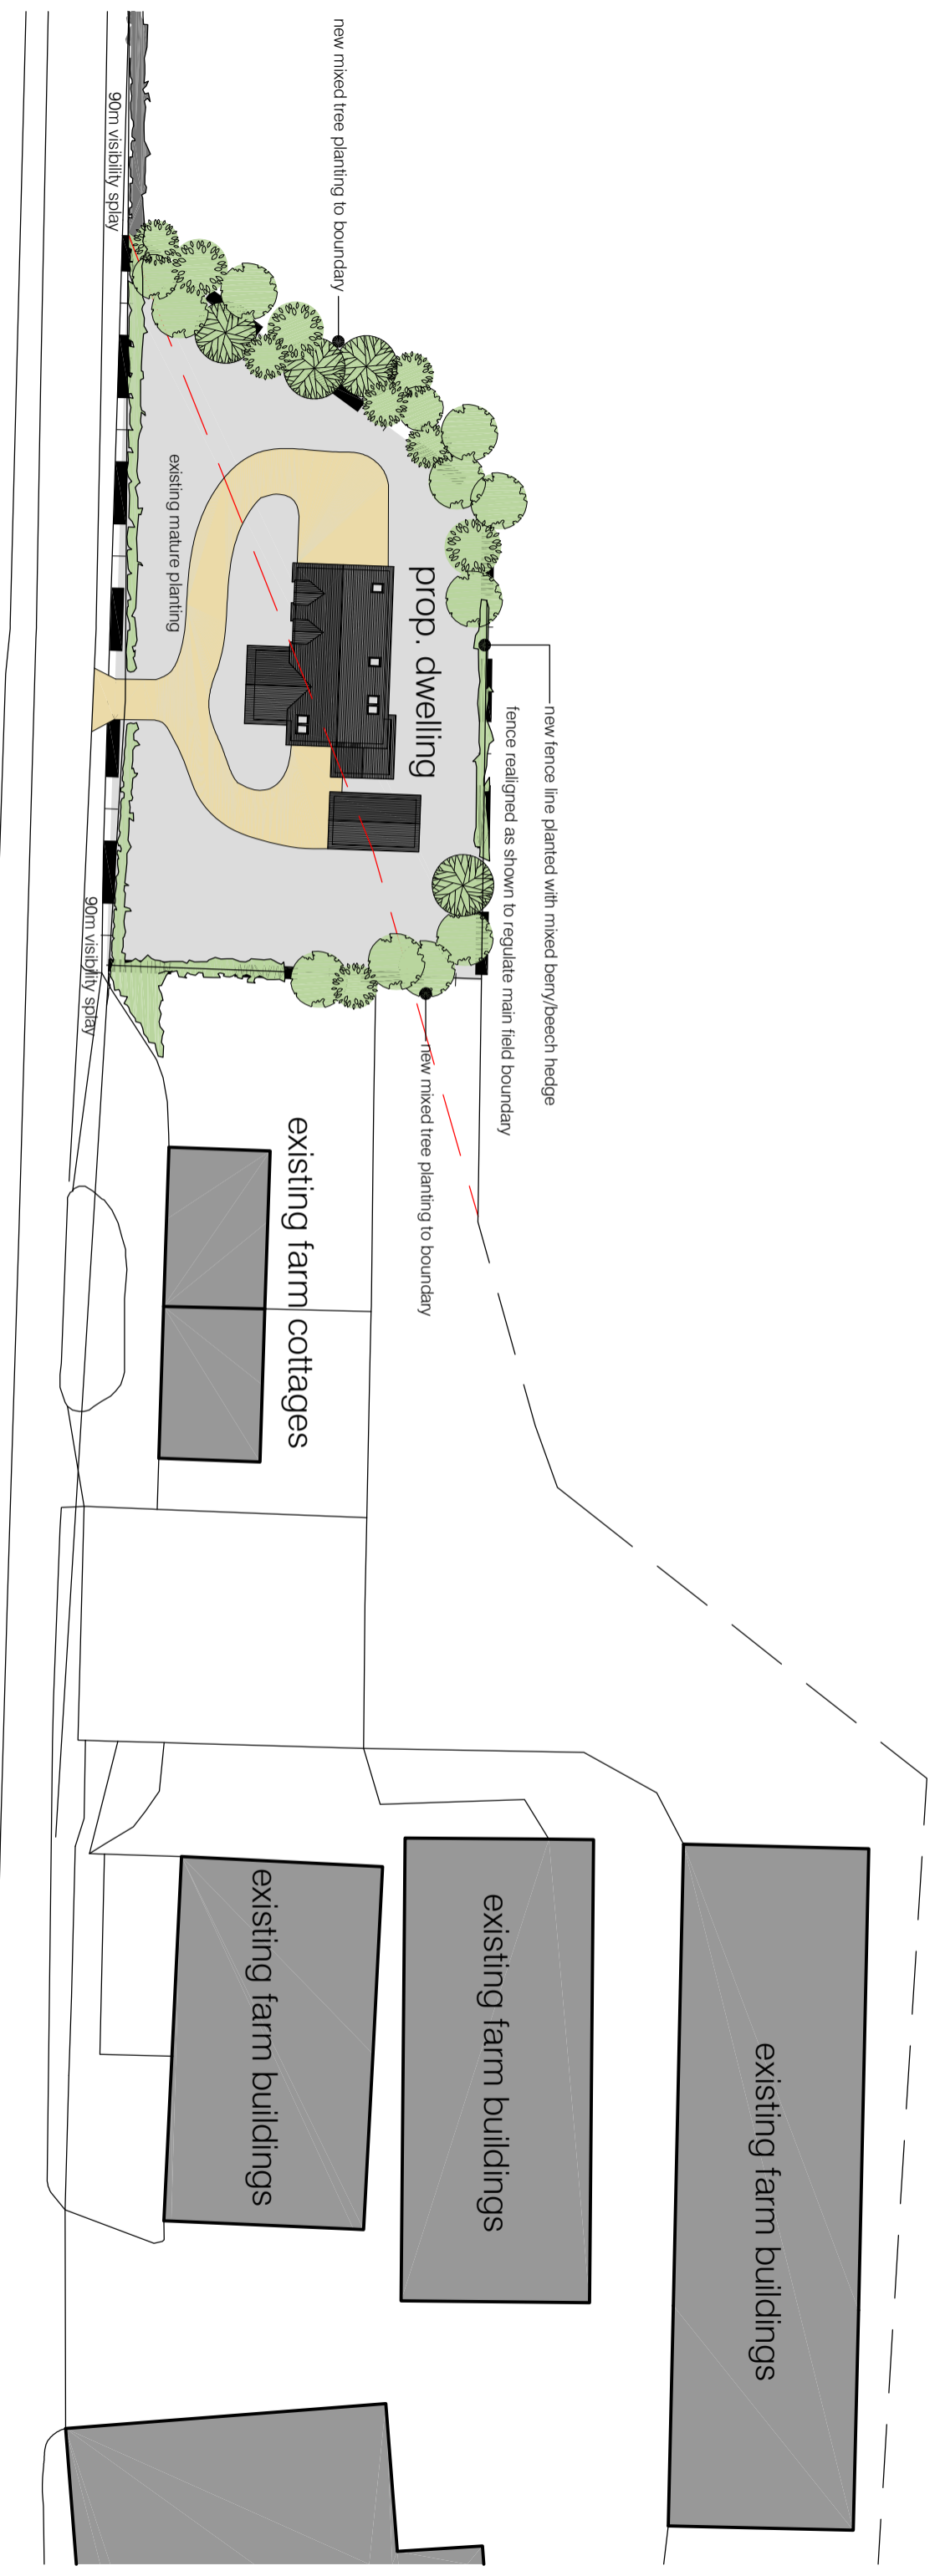 new mixed tree planting to boundary
90m visibility splay
existing mature planting
prop. dwelling
new fence line planted with mixed berry/beech hedge
fence realigned as shown to regulate main field boundary
90m visibility splay
new mixed tree planting to boundary
existing farm cottages
existing farm buildings
existing farm buildings
existing farm buildings